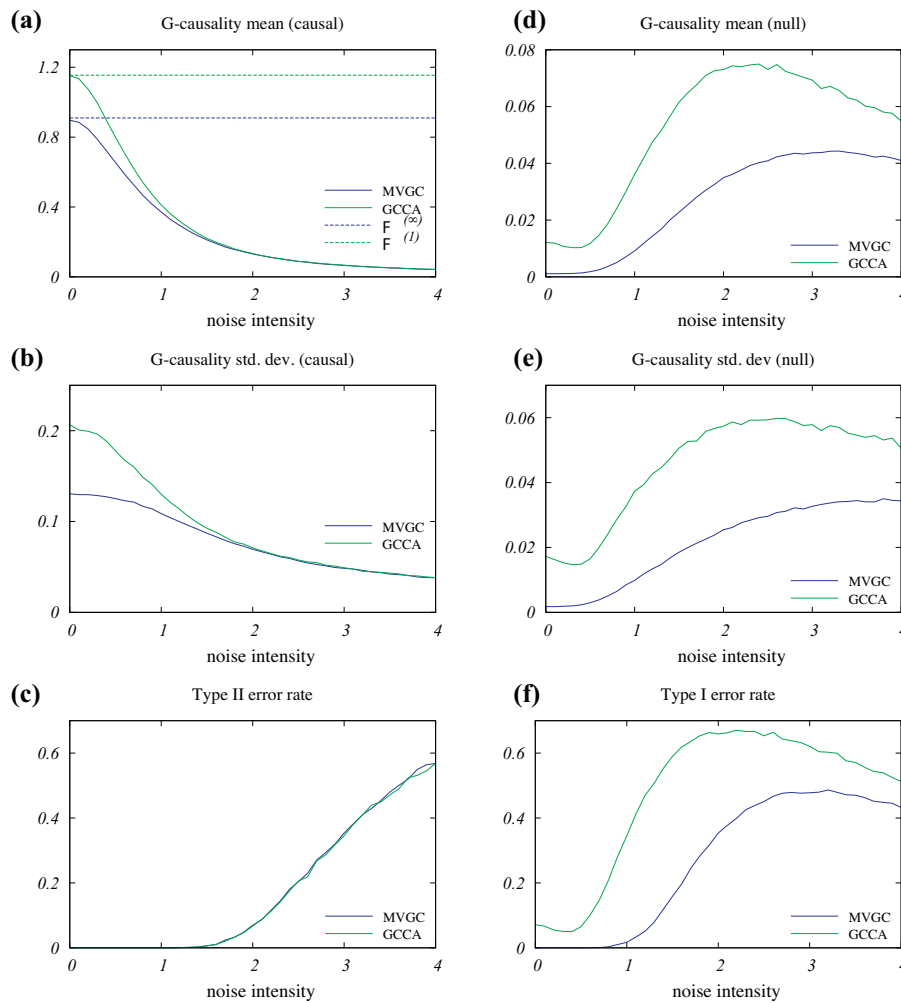 (a)
G-causality mean (causal)
1.2
0.8
0.4
0
MVGC
GCCA
F (∞)
F (1)
0 1 2 3 4
noise intensity
(d)
G-causality mean (null)
0.08
0.06
0.04
0.02
0
MVGC
GCCA
0 1 2 3 4
noise intensity
(b)
G-causality std. dev. (causal)
0.2
0.1
0
MVGC
GCCA
0 1 2 3 4
noise intensity
(e)
G-causality std. dev (null)
0.06
0.04
0.02
0
MVGC
GCCA
0 1 2 3 4
noise intensity
(c)
Type II error rate
0.6
0.4
0.2
0
MVGC
GCCA
0 1 2 3 4
noise intensity
(f)
Type I error rate
0.6
0.4
0.2
0
MVGC
GCCA
0 1 2 3 4
noise intensity